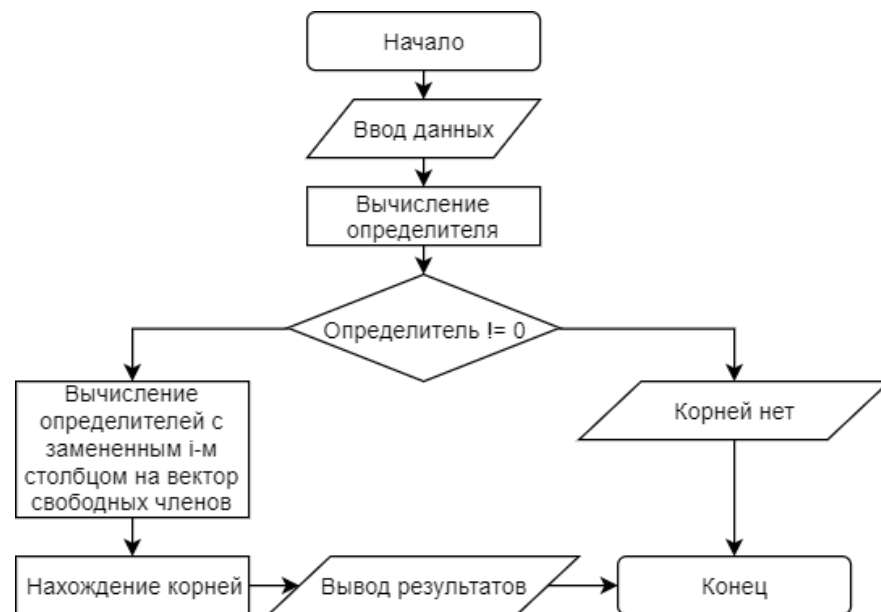 Начало
Ввод данных
Вычисление
определителя
Определитель != 0
Вычисление
определителей с
замененным i-м
столбцом на вектор
свободных членов
Корней нет
Нахождение корней
Вывод результатов
Конец